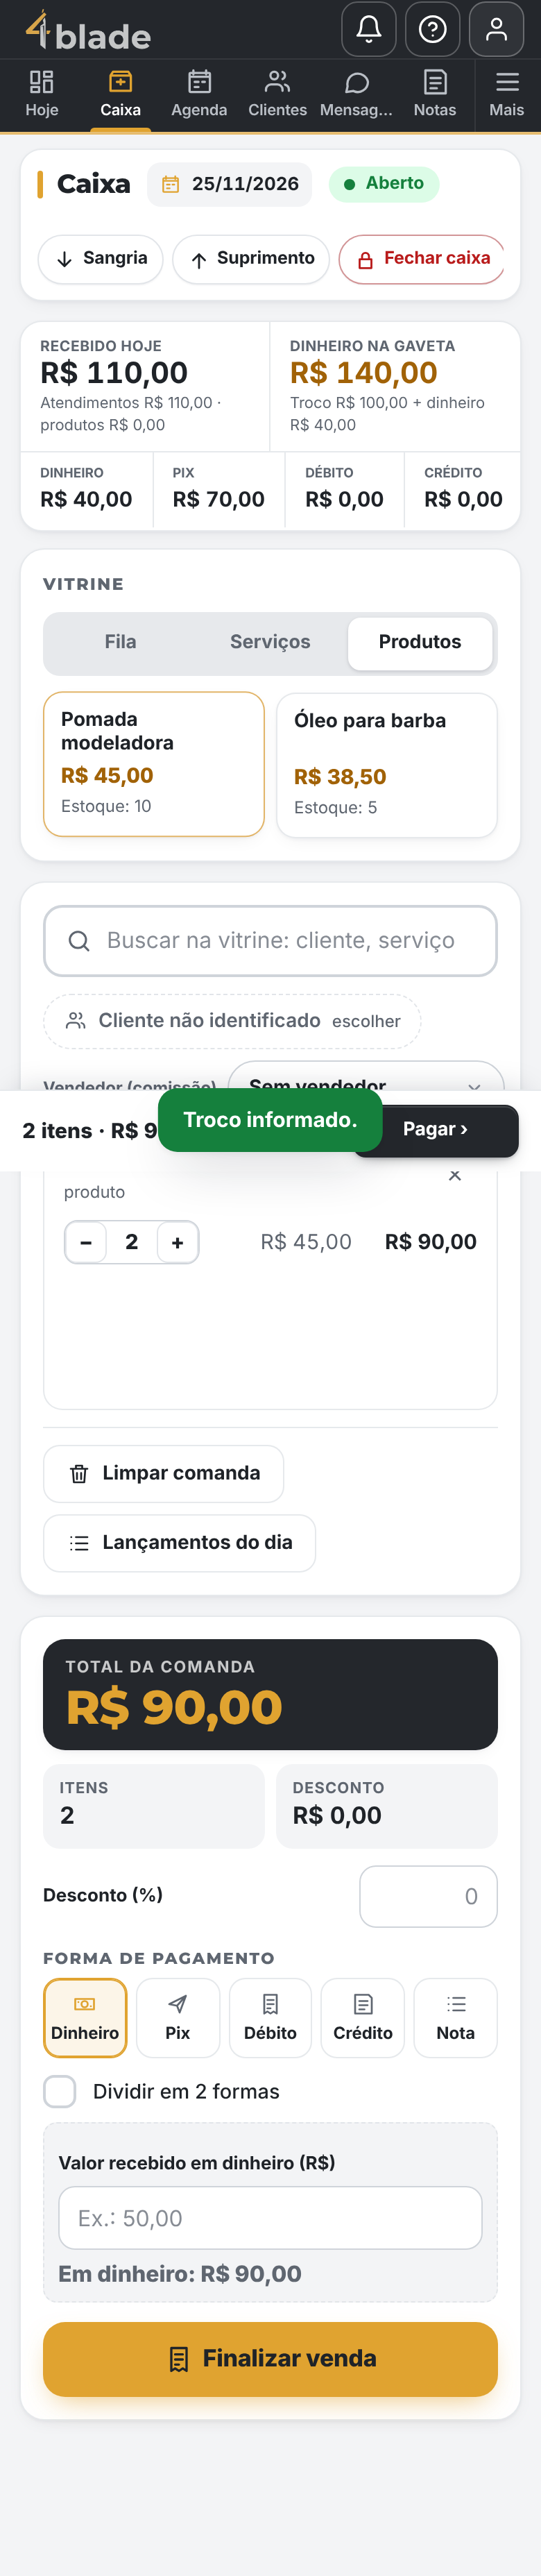 4blade
Hoje
Caixa
Agenda
Clientes
Mensag...
Notas
Mais
Caixa
25/11/2026
Aberto
Sangria
Suprimento
Fechar caixa
RECEBIDO HOJE
R$ 110,00
Atendimentos R$ 110,00 ·
produtos R$ 0,00
DINHEIRO NA GAVETA
R$ 140,00
Troco R$ 100,00 + dinheiro
R$ 40,00
DINHEIRO
R$ 40,00
PIX
R$ 70,00
DÉBITO
R$ 0,00
CRÉDITO
R$ 0,00
VITRINE
Fila
Serviços
Produtos
Pomada
modeladora
R$ 45,00
Estoque: 10
Óleo para barba
R$ 38,50
Estoque: 5
Buscar na vitrine: cliente, serviço
Cliente não identificado escolher
Vendedor (comissão)
Sem vendedor
2 itens · R$ 9
Troco informado.
Pagar ›
×
produto
− 2 +
R$ 45,00
R$ 90,00
Limpar comanda
Lançamentos do dia
TOTAL DA COMANDA
R$ 90,00
ITENS
2
DESCONTO
R$ 0,00
Desconto (%)
0
FORMA DE PAGAMENTO
Dinheiro
Pix
Débito
Crédito
Nota
Dividir em 2 formas
Valor recebido em dinheiro (R$)
Ex.: 50,00
Em dinheiro: R$ 90,00
Finalizar venda